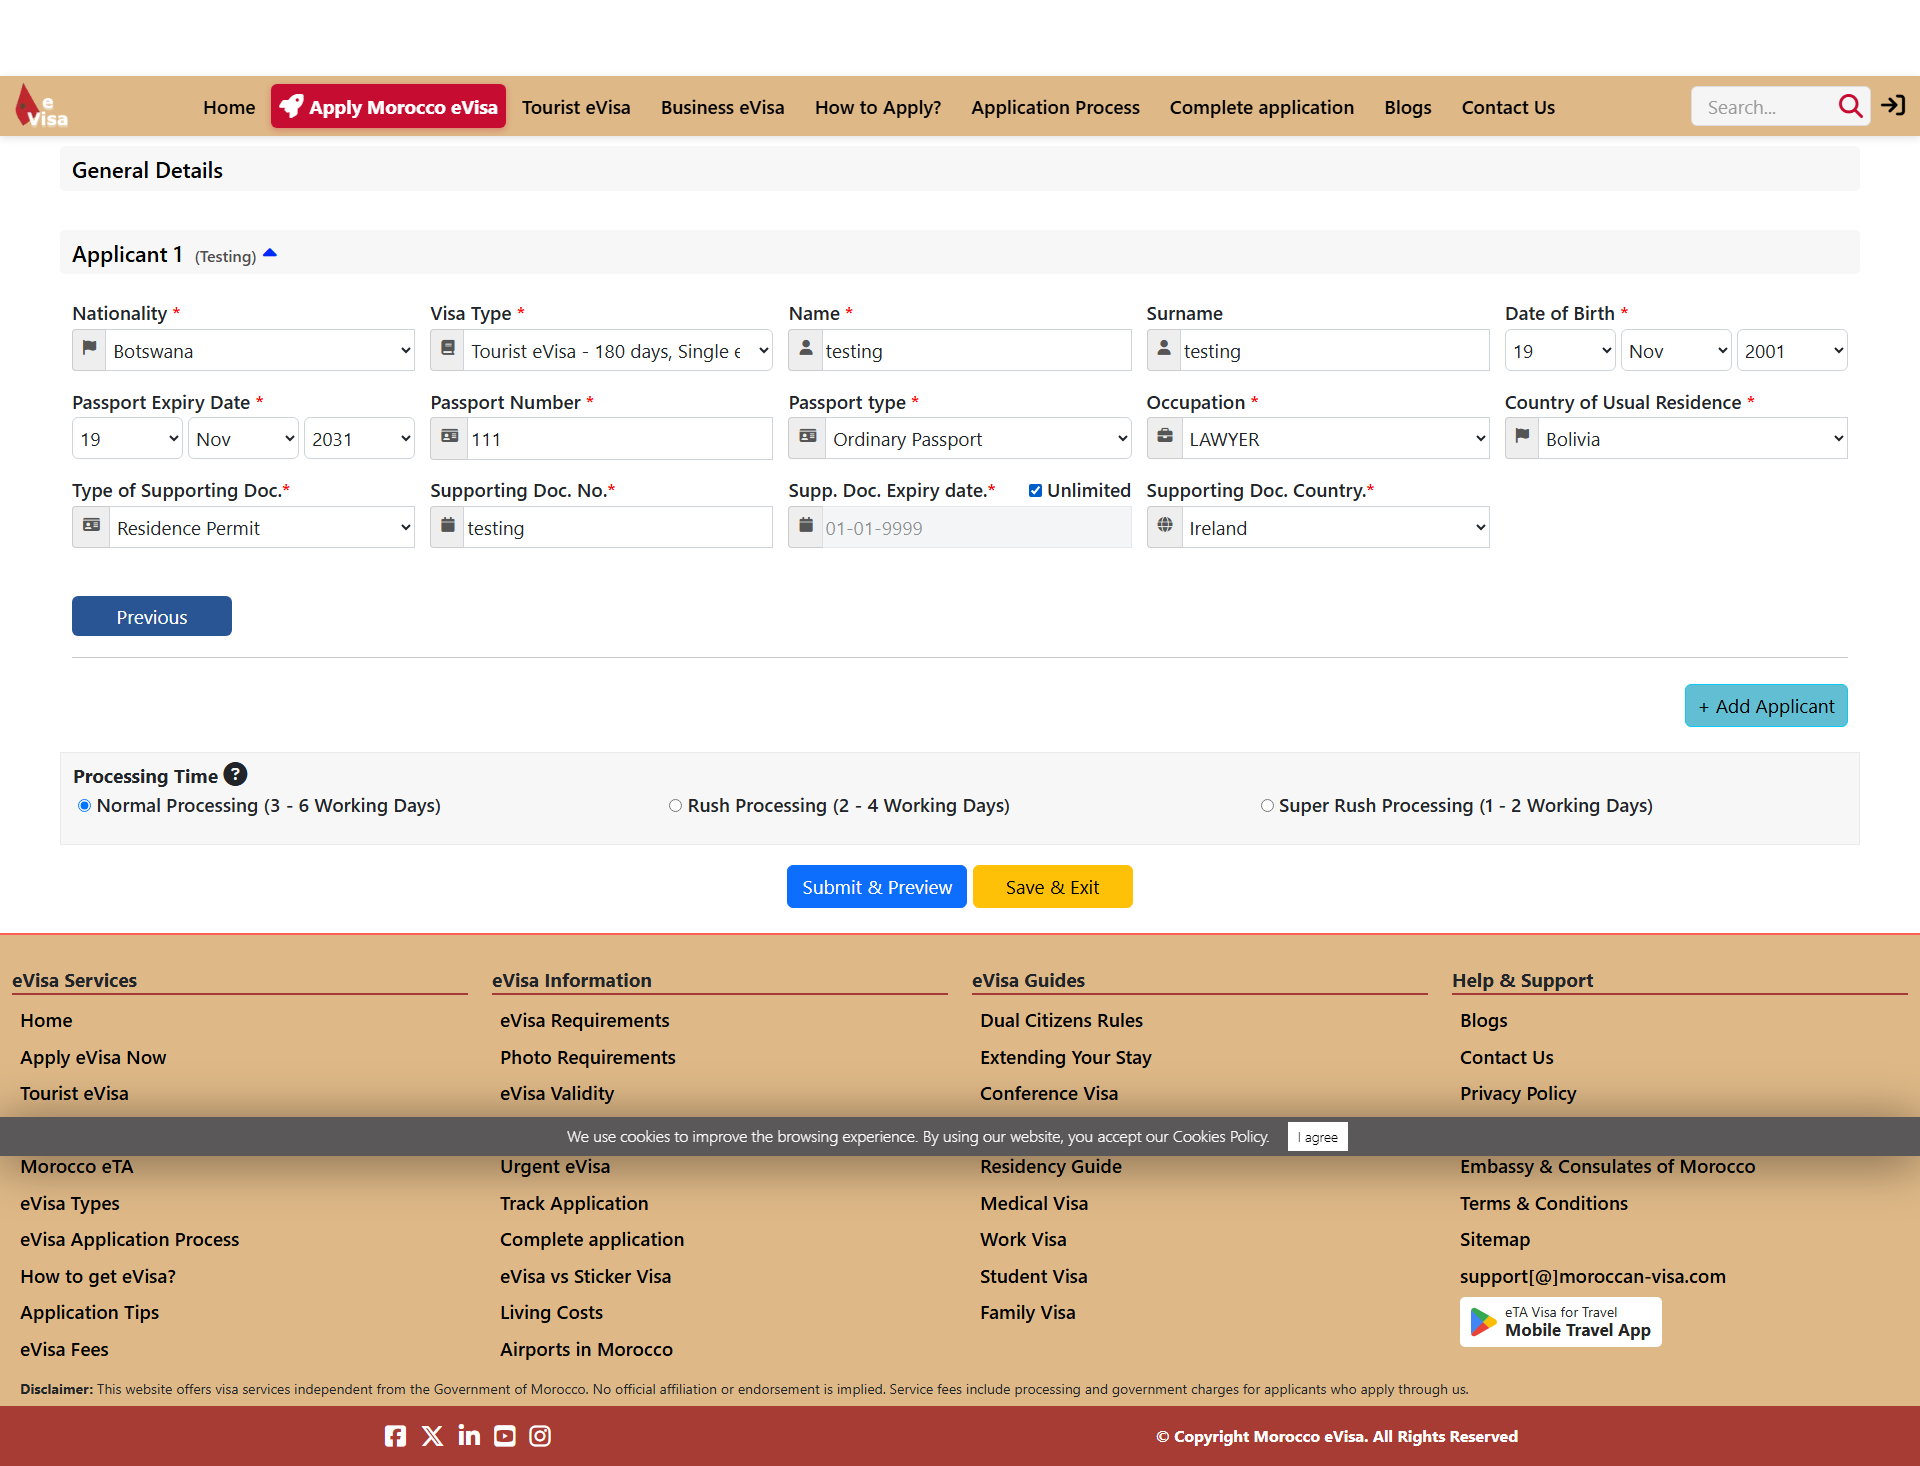 e
Visa
Home
Apply Morocco eVisa
Tourist eVisa
Business eVisa
How to Apply?
Application Process
Complete application
Blogs
Contact Us
Search...
General Details
Applicant 1 (Testing)
Nationality *
Visa Type *
Name *
Surname
Date of Birth *
Botswana
Tourist eVisa - 180 days, Single e
testing
testing
19
Nov
2001
Passport Expiry Date *
Passport Number *
Passport type *
Occupation *
Country of Usual Residence *
19
Nov
2031
111
Ordinary Passport
LAWYER
Bolivia
Type of Supporting Doc.*
Supporting Doc. No.*
Supp. Doc. Expiry date.*
Unlimited
Supporting Doc. Country.*
Residence Permit
testing
01-01-9999
Ireland
Previous
+ Add Applicant
Processing Time ?
Normal Processing (3 - 6 Working Days)
Rush Processing (2 - 4 Working Days)
Super Rush Processing (1 - 2 Working Days)
Submit & Preview
Save & Exit
eVisa Services
Home
Apply eVisa Now
Tourist eVisa
eVisa Information
eVisa Requirements
Photo Requirements
eVisa Validity
eVisa Guides
Dual Citizens Rules
Extending Your Stay
Conference Visa
Help & Support
Blogs
Contact Us
Privacy Policy
We use cookies to improve the browsing experience. By using our website, you accept our Cookies Policy.
I agree
Morocco eTA
eVisa Types
eVisa Application Process
How to get eVisa?
Application Tips
eVisa Fees
Urgent eVisa
Track Application
Complete application
eVisa vs Sticker Visa
Living Costs
Airports in Morocco
Residency Guide
Medical Visa
Work Visa
Student Visa
Family Visa
Embassy & Consulates of Morocco
Terms & Conditions
Sitemap
support[@]moroccan-visa.com
eTA Visa for Travel
Mobile Travel App
Disclaimer: This website offers visa services independent from the Government of Morocco. No official affiliation or endorsement is implied. Service fees include processing and government charges for applicants who apply through us.
© Copyright Morocco eVisa. All Rights Reserved